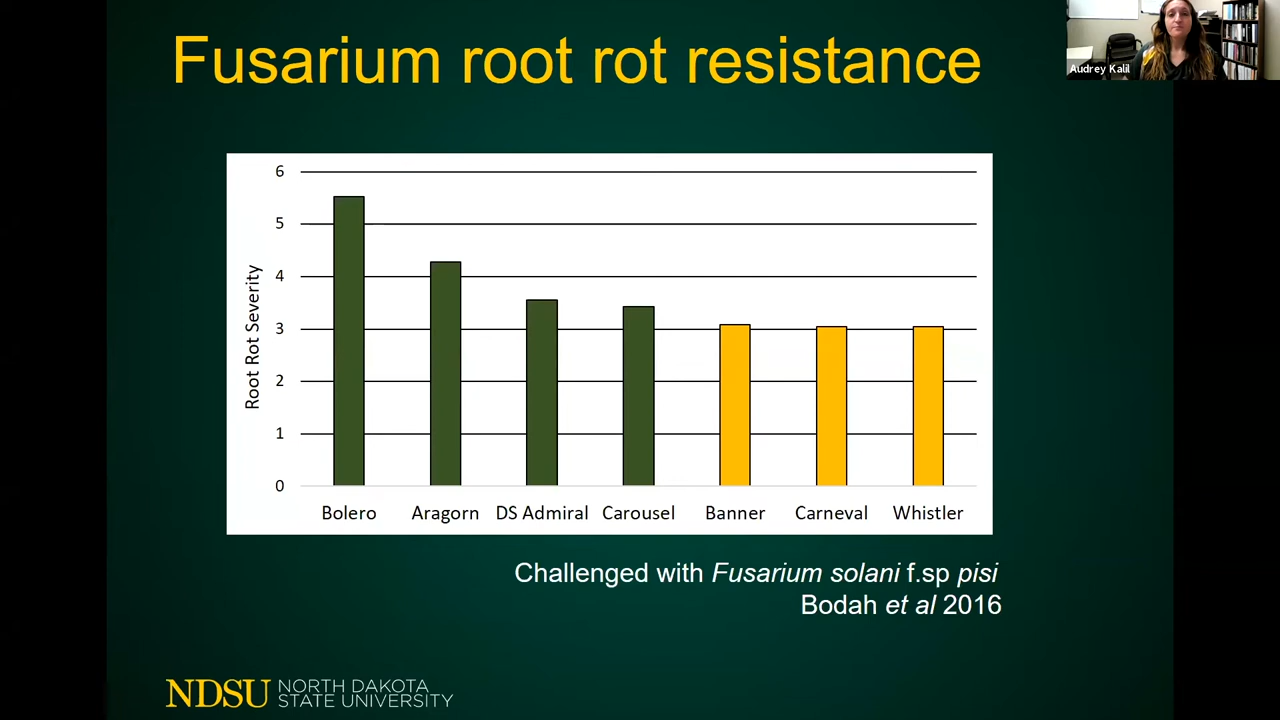 Fusarium root rot resistance
Audrey Kalil
6
5
4
3
2
1
0
Root Rot Severity
Bolero Aragorn DS Admiral Carousel Banner Carneval Whistler
Challenged with Fusarium solani f.sp pisi
Bodah et al 2016
NDSU NORTH DAKOTA
STATE UNIVERSITY